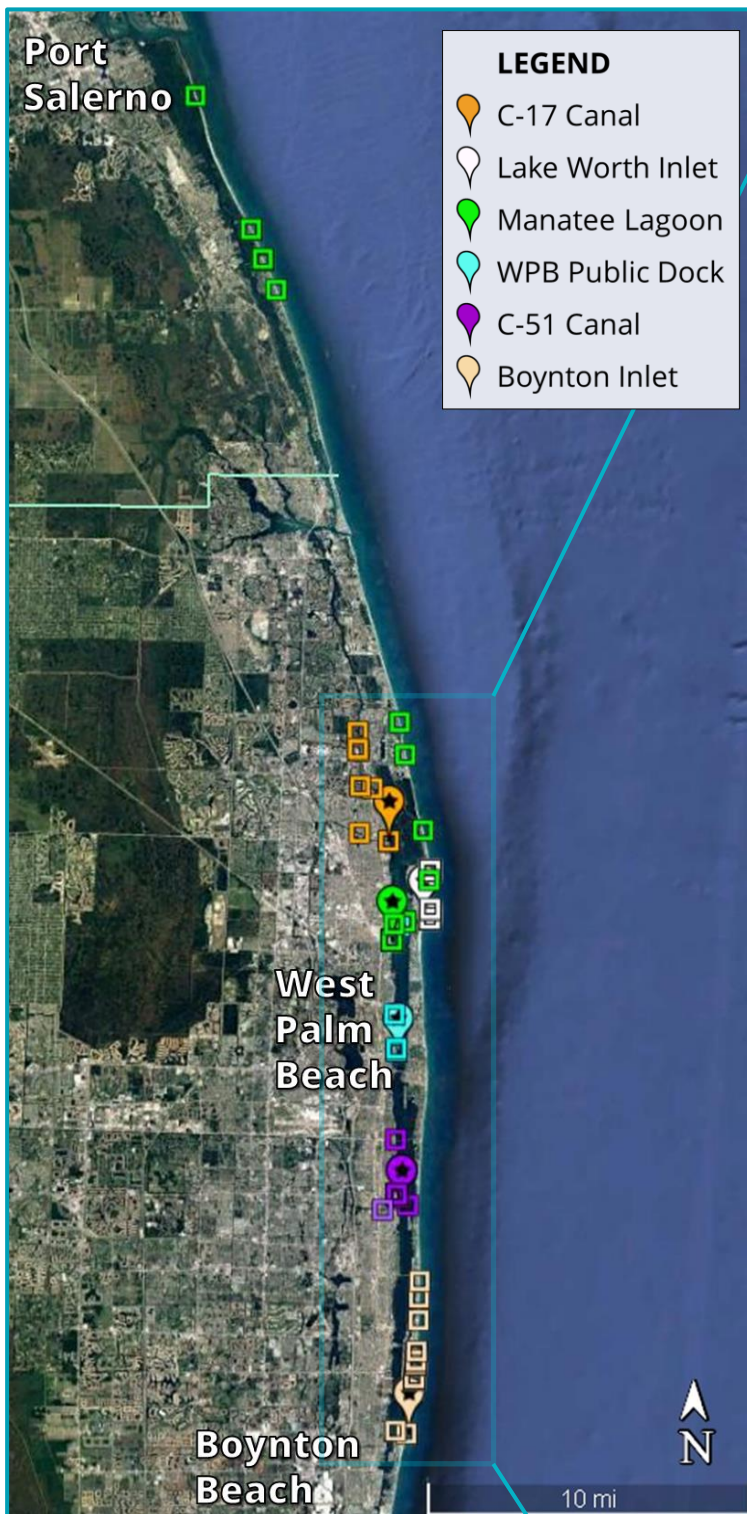 Port
Salerno
LEGEND
C-17 Canal
Lake Worth Inlet
Manatee Lagoon
WPB Public Dock
C-51 Canal
Boynton Inlet
West
Palm
Beach
Boynton
Beach
N
10 mi